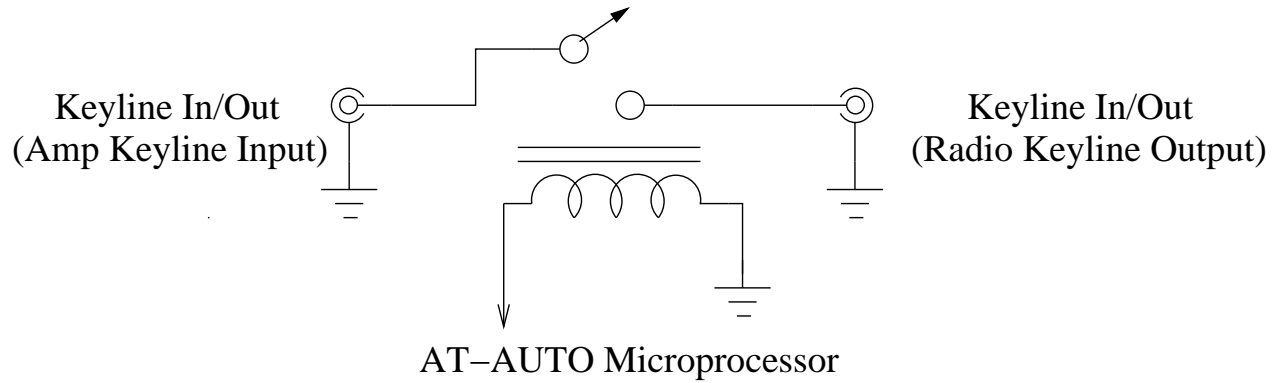 Keyline In/Out
(Amp Keyline Input)
Keyline In/Out
(Radio Keyline Output)
AT−AUTO Microprocessor